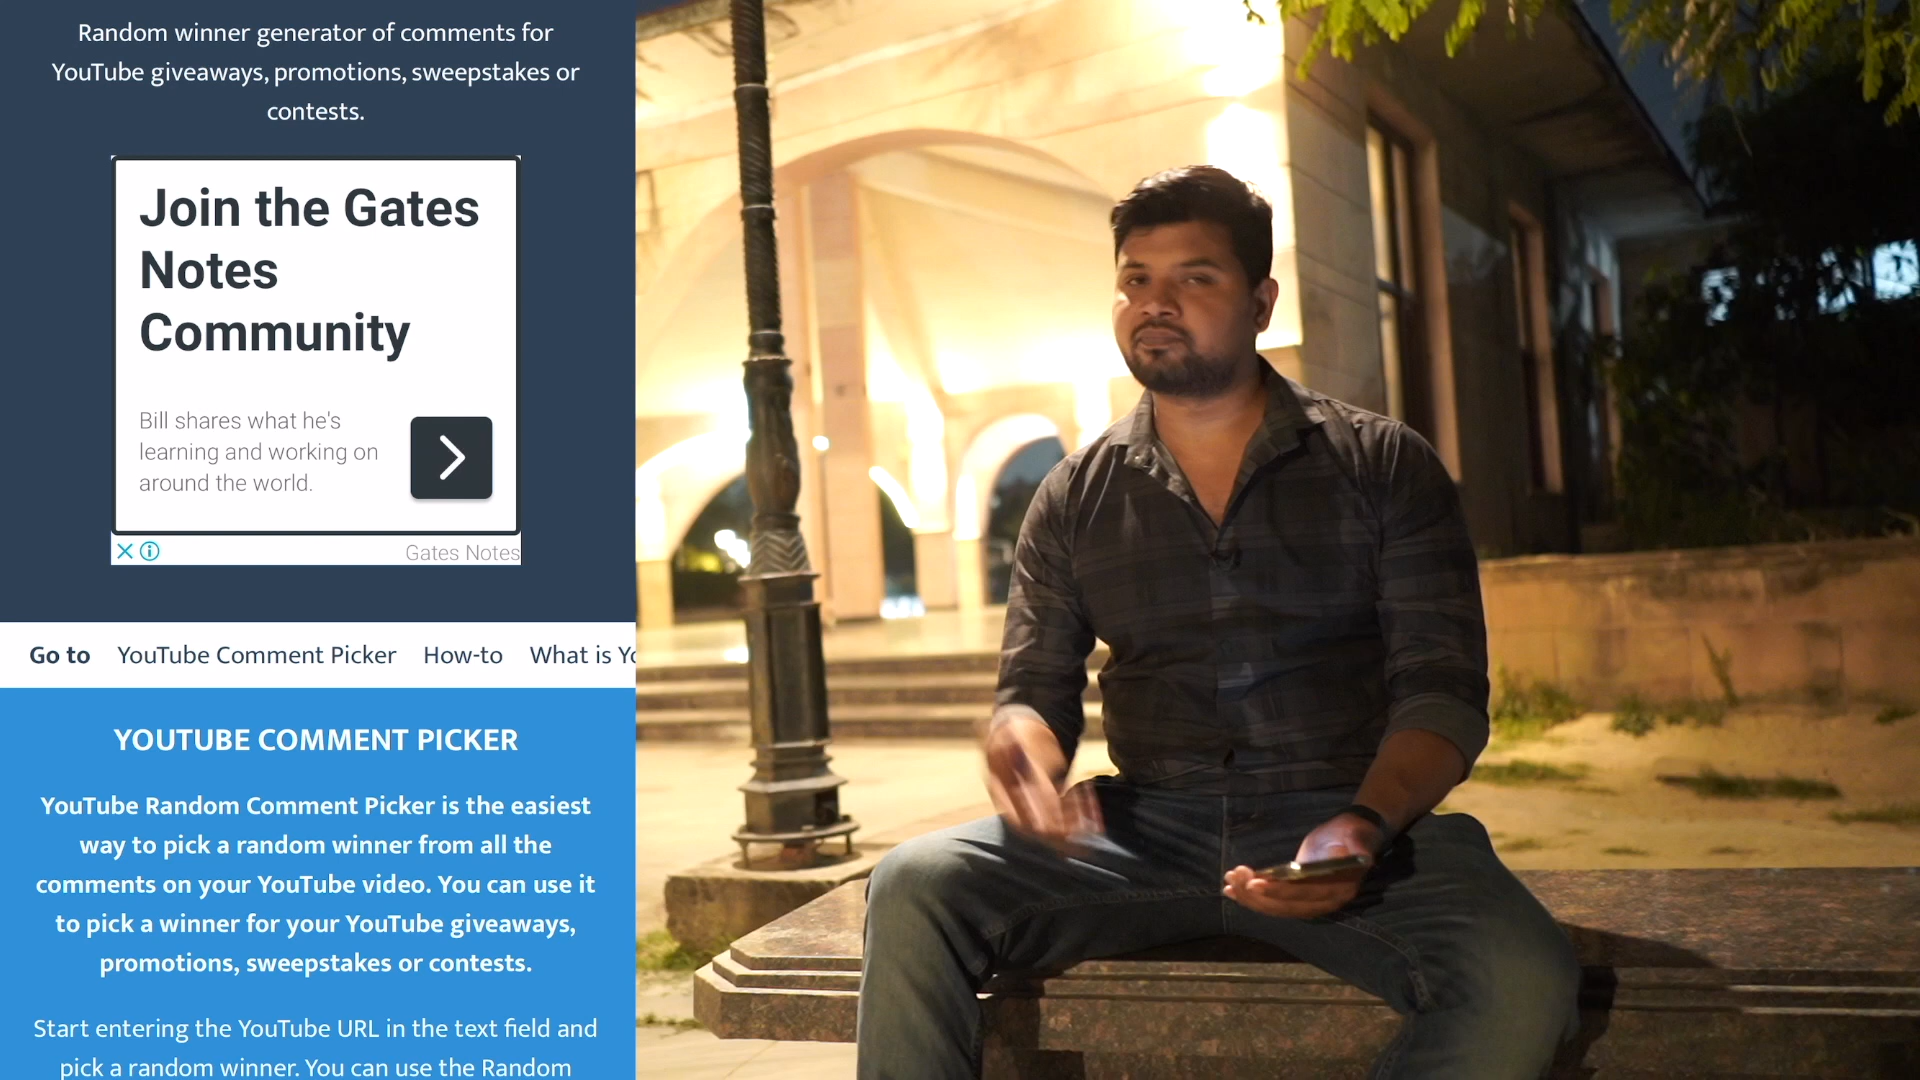 Random winner generator of comments for
YouTube giveaways, promotions, sweepstakes or
contests.
Join the Gates
Notes
Community
Bill shares what he's
learning and working on
around the world.
Gates Notes
Go to YouTube Comment Picker How-to What is Yo
YOUTUBE COMMENT PICKER
YouTube Random Comment Picker is the easiest
way to pick a random winner from all the
comments on your YouTube video. You can use it
to pick a winner for your YouTube giveaways,
promotions, sweepstakes or contests.
Start entering the YouTube URL in the text field and
pick a random winner. You can use the Random